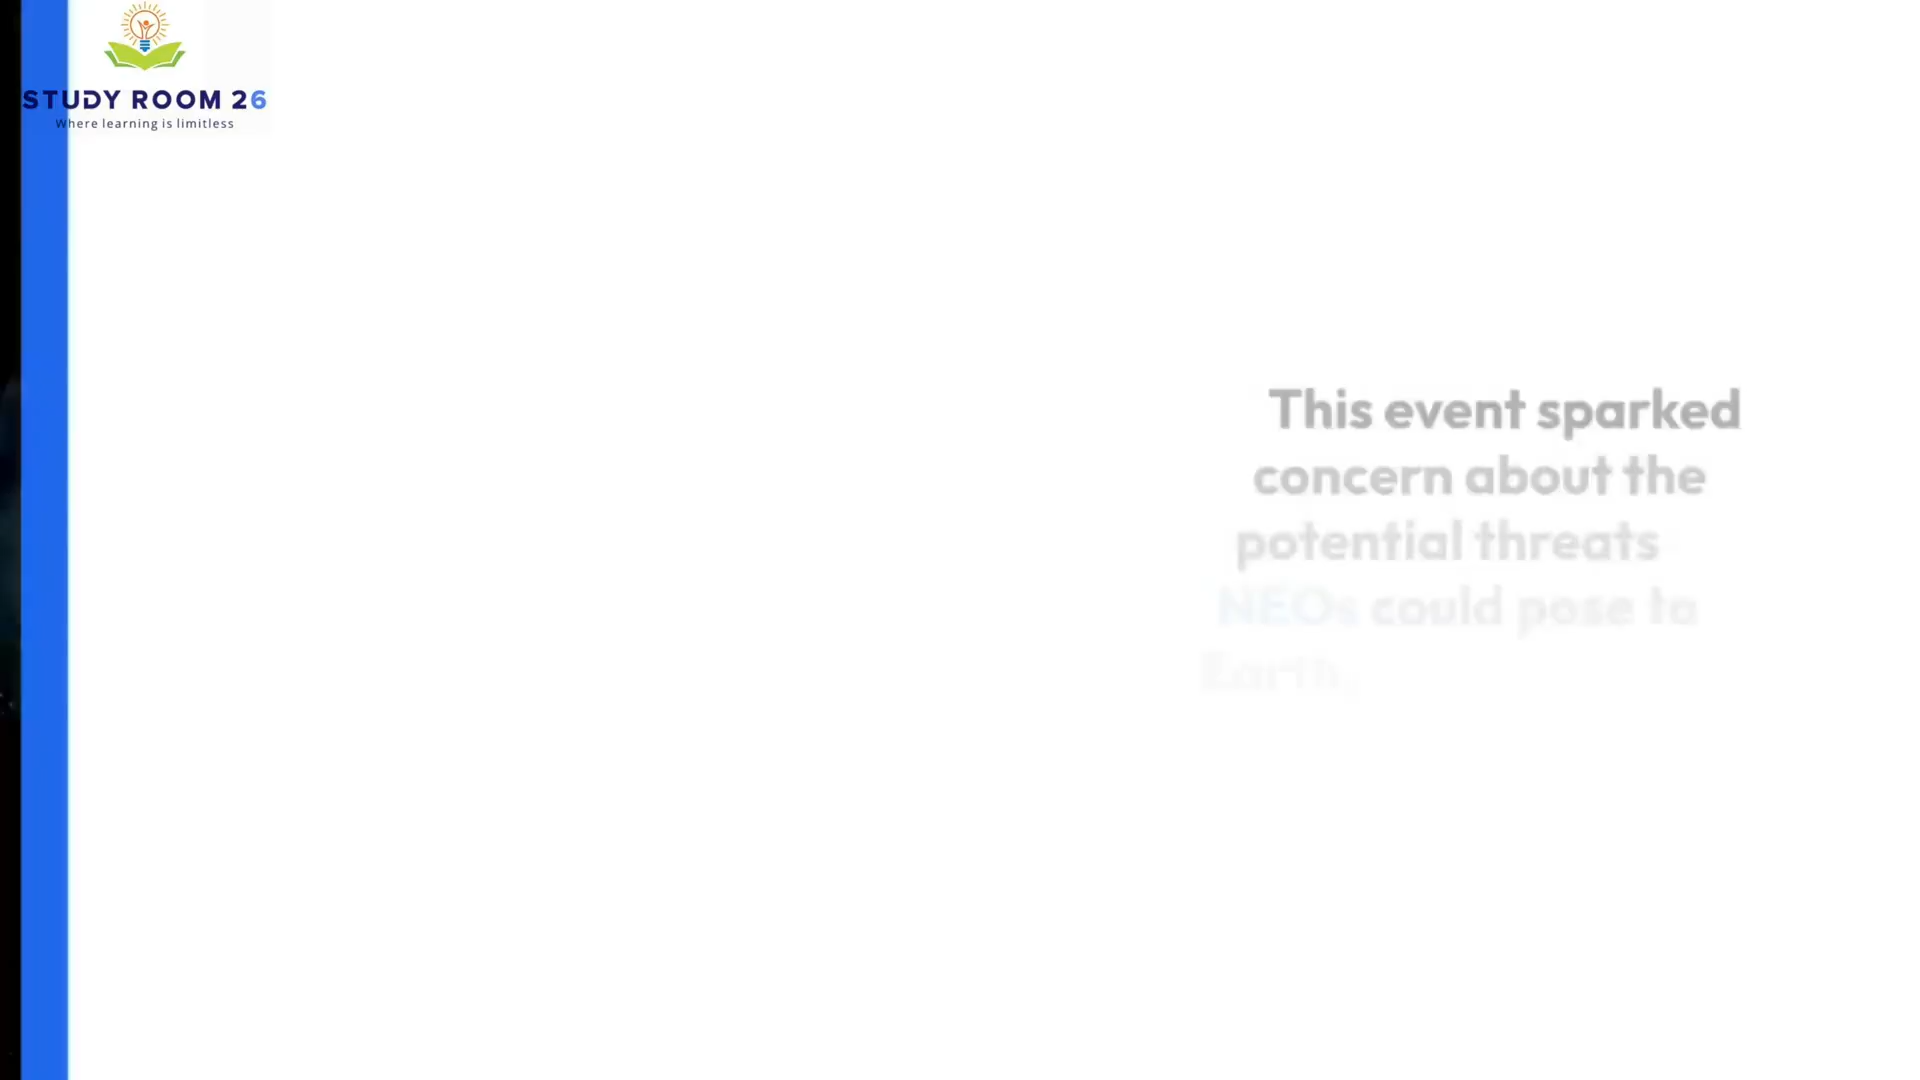 STUDY ROOM 26
Where learning is limitless
This event sparked
concern about the
potential threats
NEOs could pose to
Earth.